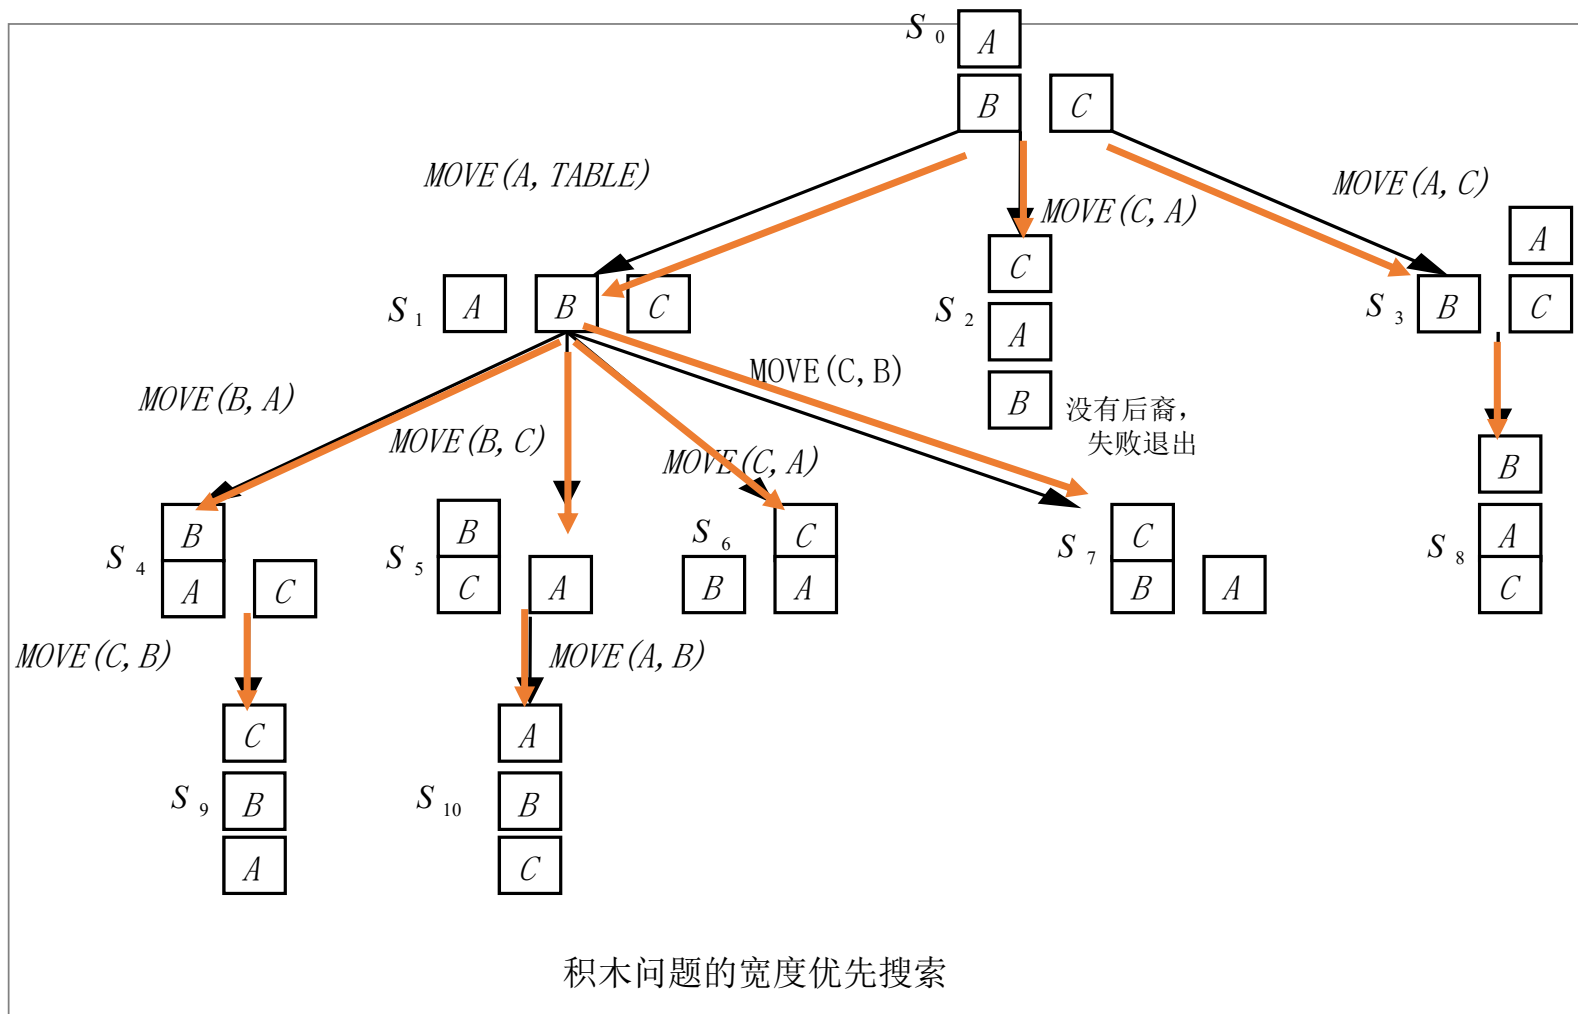 S 0 A
B C
MOVE(A, TABLE)
MOVE(C, A)
MOVE(A, C)
S 1 A B C
S 2 C
A
B
没有后裔,
失败退出
A
S 3 B C
MOVE(B, A)
MOVE(B, C)
MOVE(C, A)
MOVE(C, B)
S 4 B
A C
S 5 B
C A
S 6 C
B A
S 7 C
B A
B
S 8 A
C
MOVE(C, B)
MOVE(A, B)
C
S 9 B
A
A
S 10 B
C
积木问题的宽度优先搜索